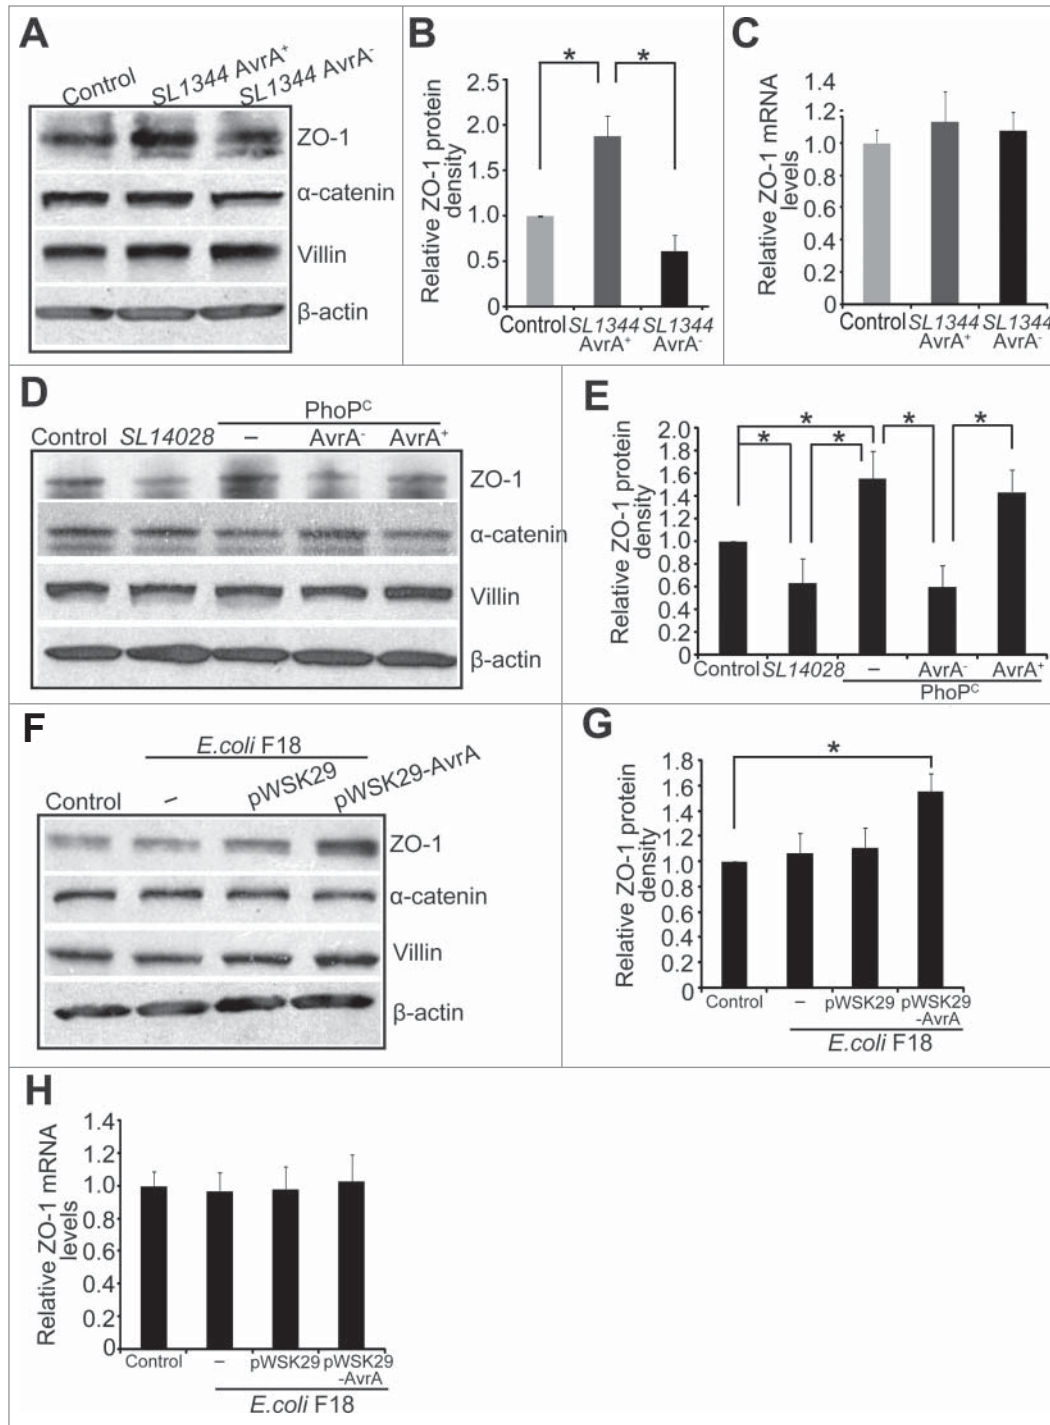 A
Control
SL1344 AvrA⁺
SL1344 AvrA⁻
ZO-1
α-catenin
Villin
β-actin
B
* *
Relative ZO-1 protein
density
2.5
2.0
1.5
1.0
0.5
0
Control SL1344 SL1344
AvrA⁺ AvrA⁻
C
Relative ZO-1 mRNA
levels
1.4
1.2
1.0
0.8
0.6
0.4
0.2
0
Control SL1344 SL1344
AvrA⁺ AvrA⁻
D
PhoPᶜ
Control SL14028 – AvrA⁻ AvrA⁺
ZO-1
α-catenin
Villin
β-actin
E
*
* * * *
Relative ZO-1 protein
density
2.0
1.8
1.6
1.4
1.2
1.0
0.8
0.6
0.4
0.2
0
Control SL14028 – AvrA⁻ AvrA⁺
PhoPᶜ
F
E.coli F18
Control – pWSK29 pWSK29-AvrA
ZO-1
α-catenin
Villin
β-actin
G
*
Relative ZO-1 protein
density
1.8
1.6
1.4
1.2
1.0
0.8
0.6
0.4
0.2
0
Control – pWSK29 pWSK29
-AvrA
E.coli F18
H
Relative ZO-1 mRNA
levels
1.4
1.2
1.0
0.8
0.6
0.4
0.2
0
Control – pWSK29 pWSK29
-AvrA
E.coli F18